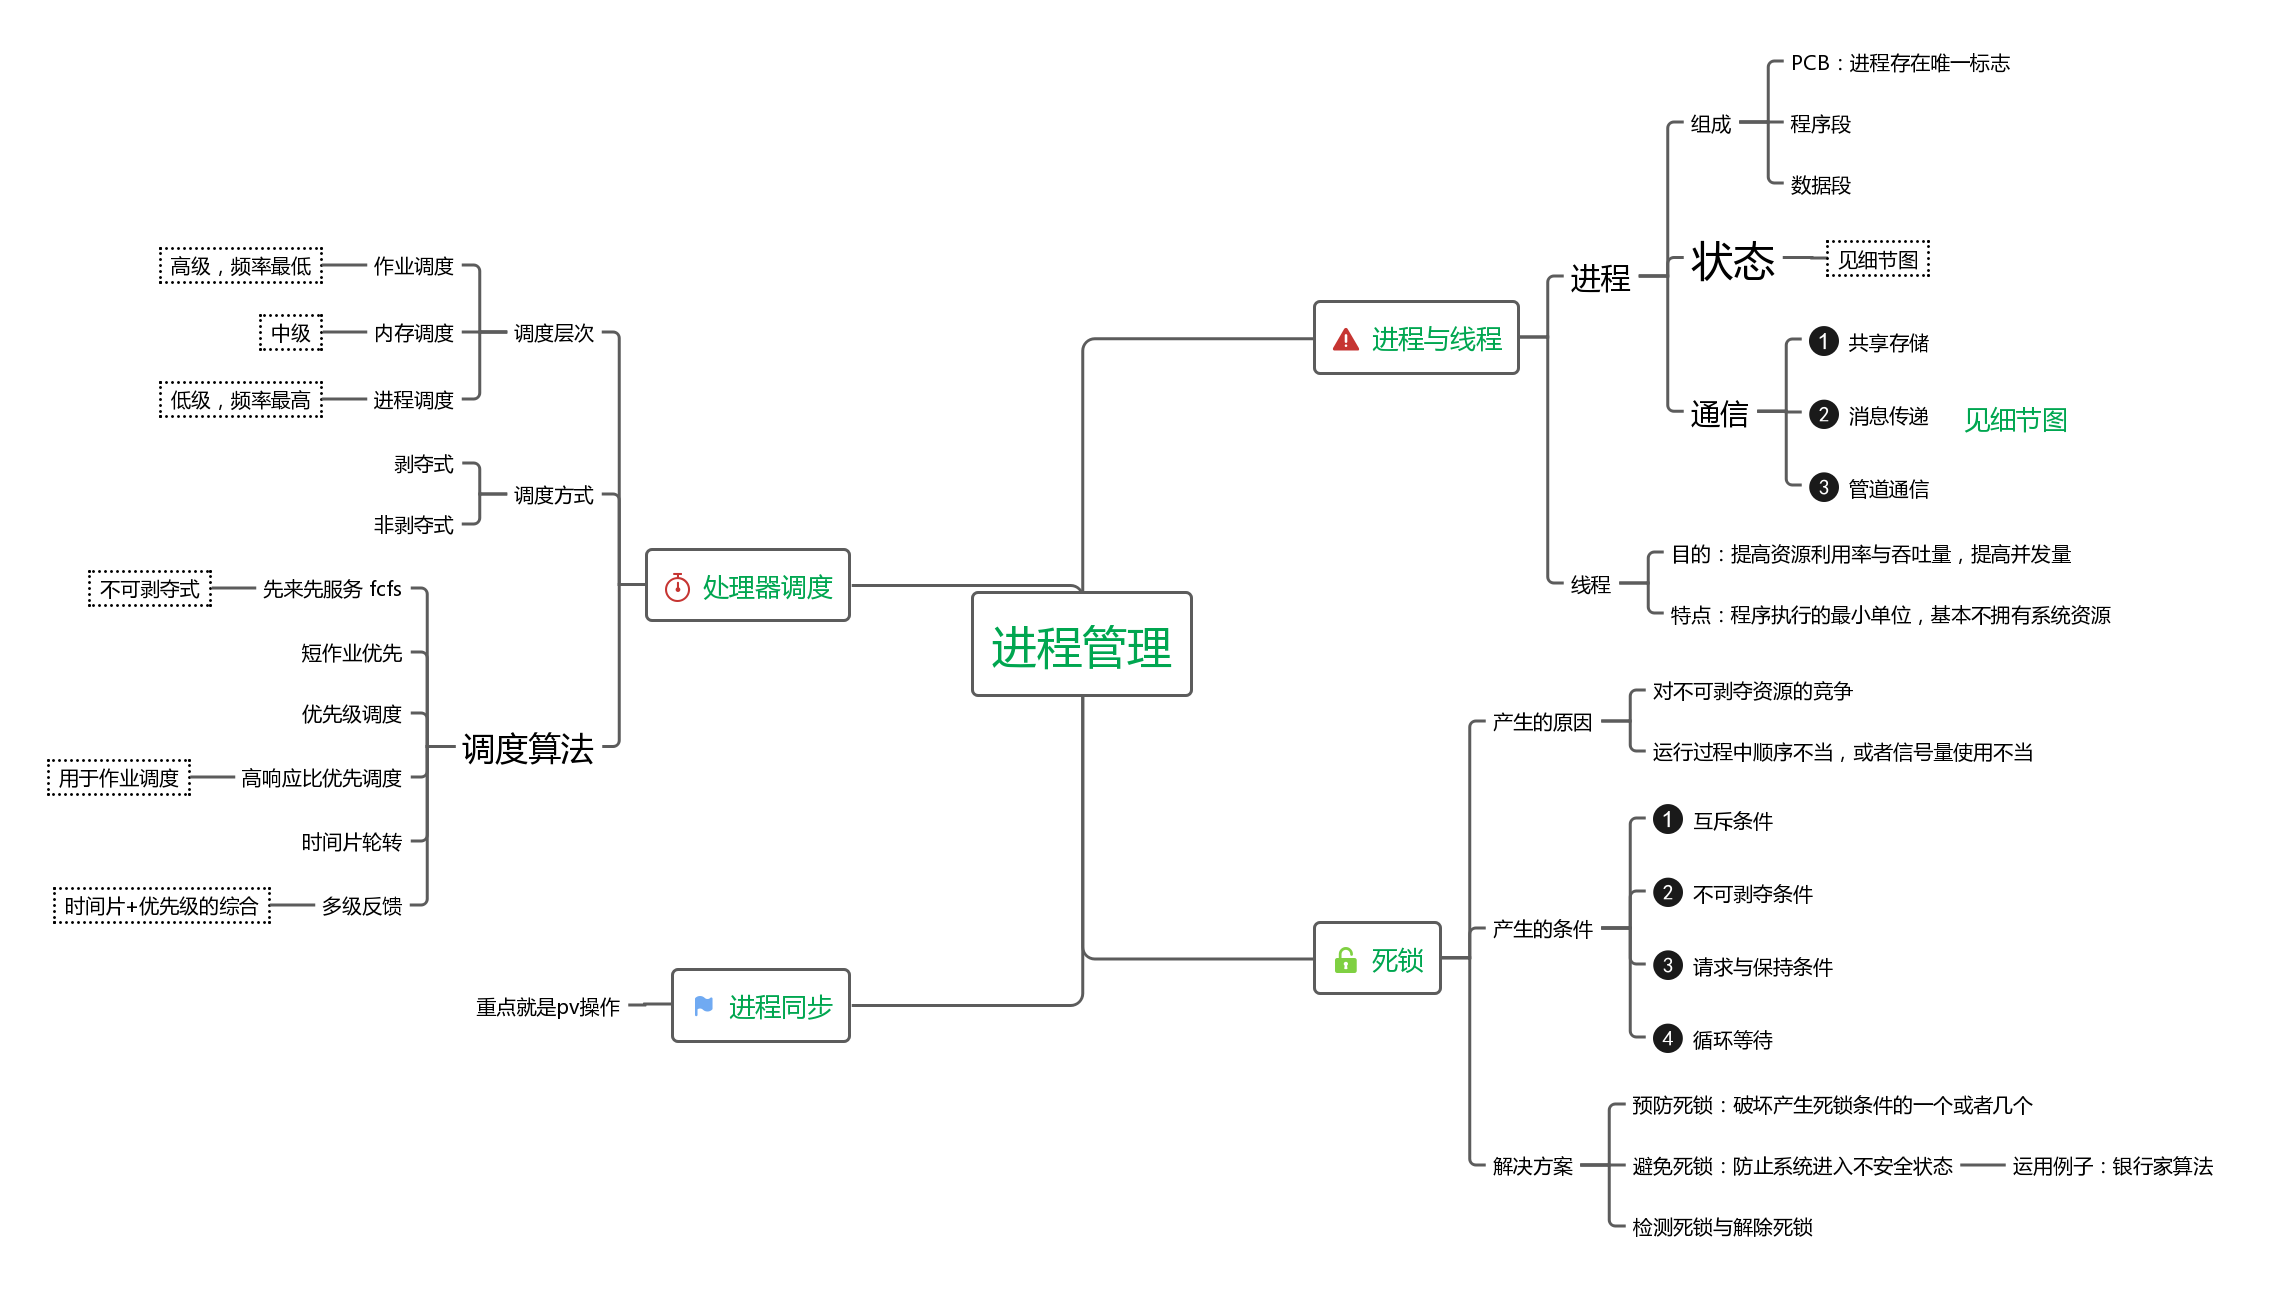 进程管理
进程与线程
进程
组成
PCB：进程存在唯一标志
程序段
数据段
状态
见细节图
通信
1 共享存储
2 消息传递
3 管道通信
见细节图
线程
目的：提高资源利用率与吞吐量，提高并发量
特点：程序执行的最小单位，基本不拥有系统资源
死锁
产生的原因
对不可剥夺资源的竞争
运行过程中顺序不当，或者信号量使用不当
产生的条件
1 互斥条件
2 不可剥夺条件
3 请求与保持条件
4 循环等待
解决方案
预防死锁：破坏产生死锁条件的一个或者几个
避免死锁：防止系统进入不安全状态
运用例子：银行家算法
检测死锁与解除死锁
处理器调度
调度层次
作业调度
高级，频率最低
内存调度
中级
进程调度
低级，频率最高
调度方式
剥夺式
非剥夺式
调度算法
先来先服务 fcfs
不可剥夺式
短作业优先
优先级调度
高响应比优先调度
用于作业调度
时间片轮转
多级反馈
时间片+优先级的综合
进程同步
重点就是pv操作